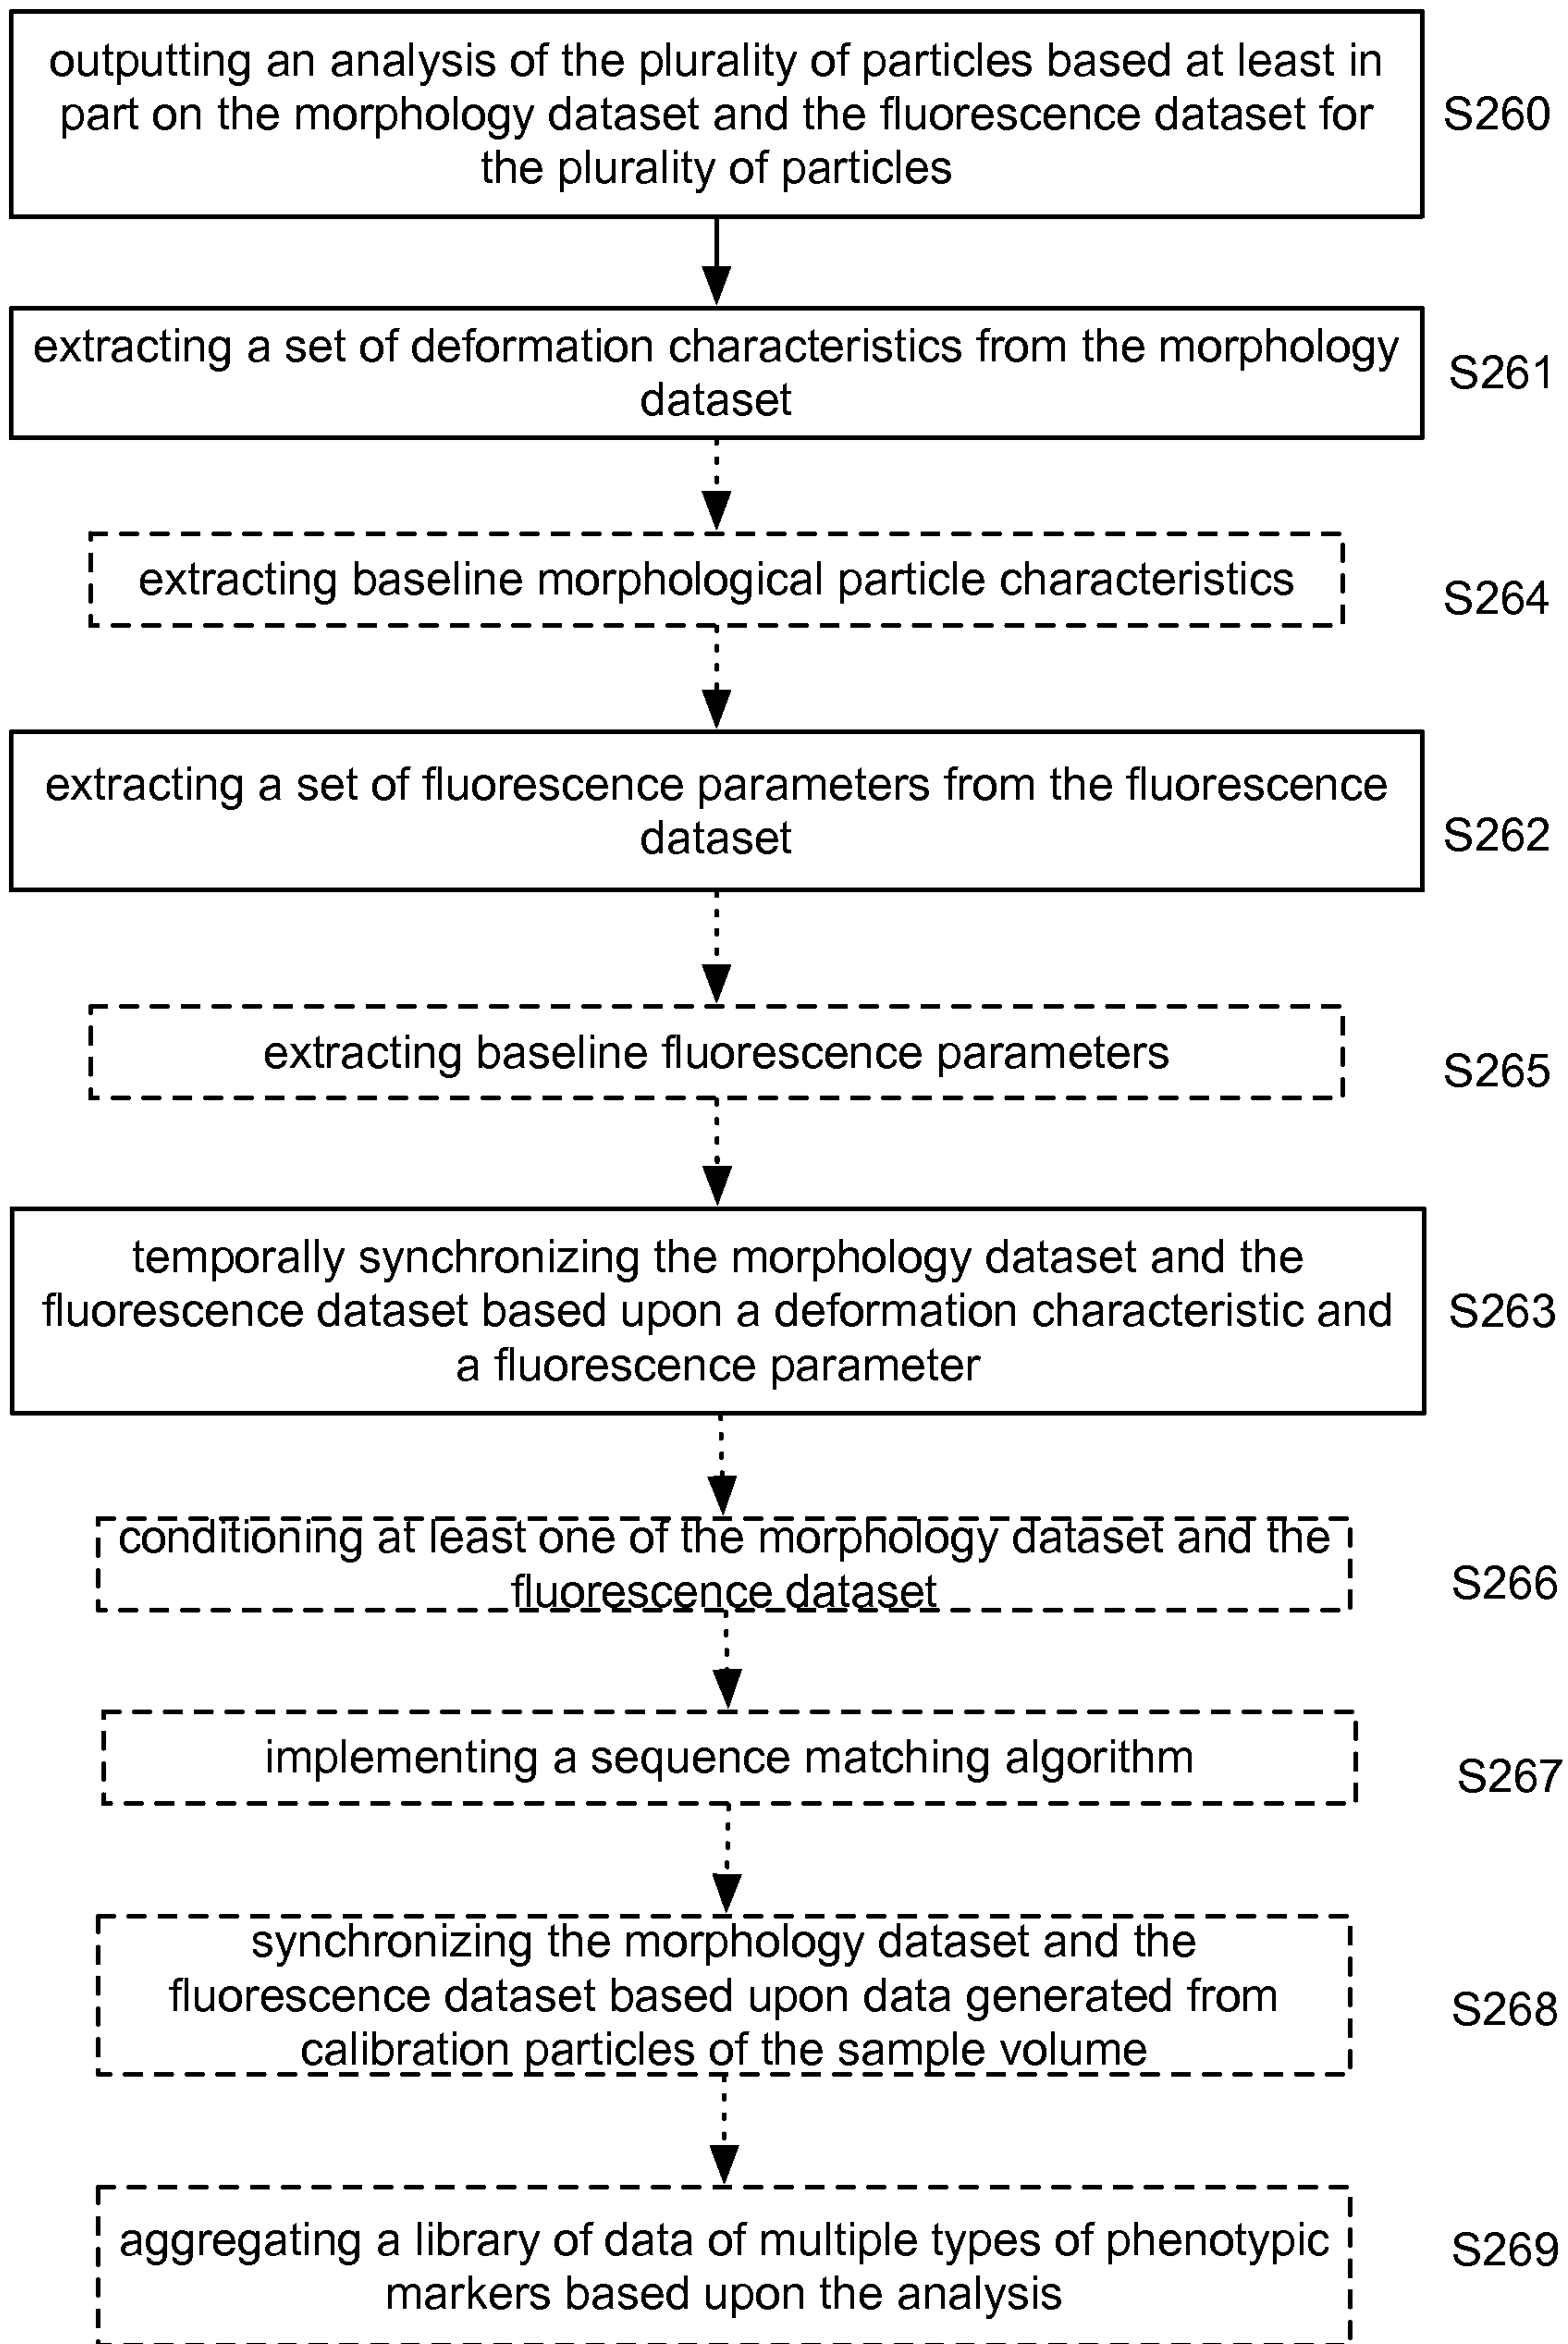 outputting an analysis of the plurality of particles based at least in
part on the morphology dataset and the fluorescence dataset for
the plurality of particles
S260
extracting a set of deformation characteristics from the morphology
dataset
S261
extracting baseline morphological particle characteristics
S264
extracting a set of fluorescence parameters from the fluorescence
dataset
S262
extracting baseline fluorescence parameters
S265
temporally synchronizing the morphology dataset and the
fluorescence dataset based upon a deformation characteristic and
a fluorescence parameter
S263
conditioning at least one of the morphology dataset and the
fluorescence dataset
S266
implementing a sequence matching algorithm
S267
synchronizing the morphology dataset and the
fluorescence dataset based upon data generated from
calibration particles of the sample volume
S268
aggregating a library of data of multiple types of phenotypic
markers based upon the analysis
S269